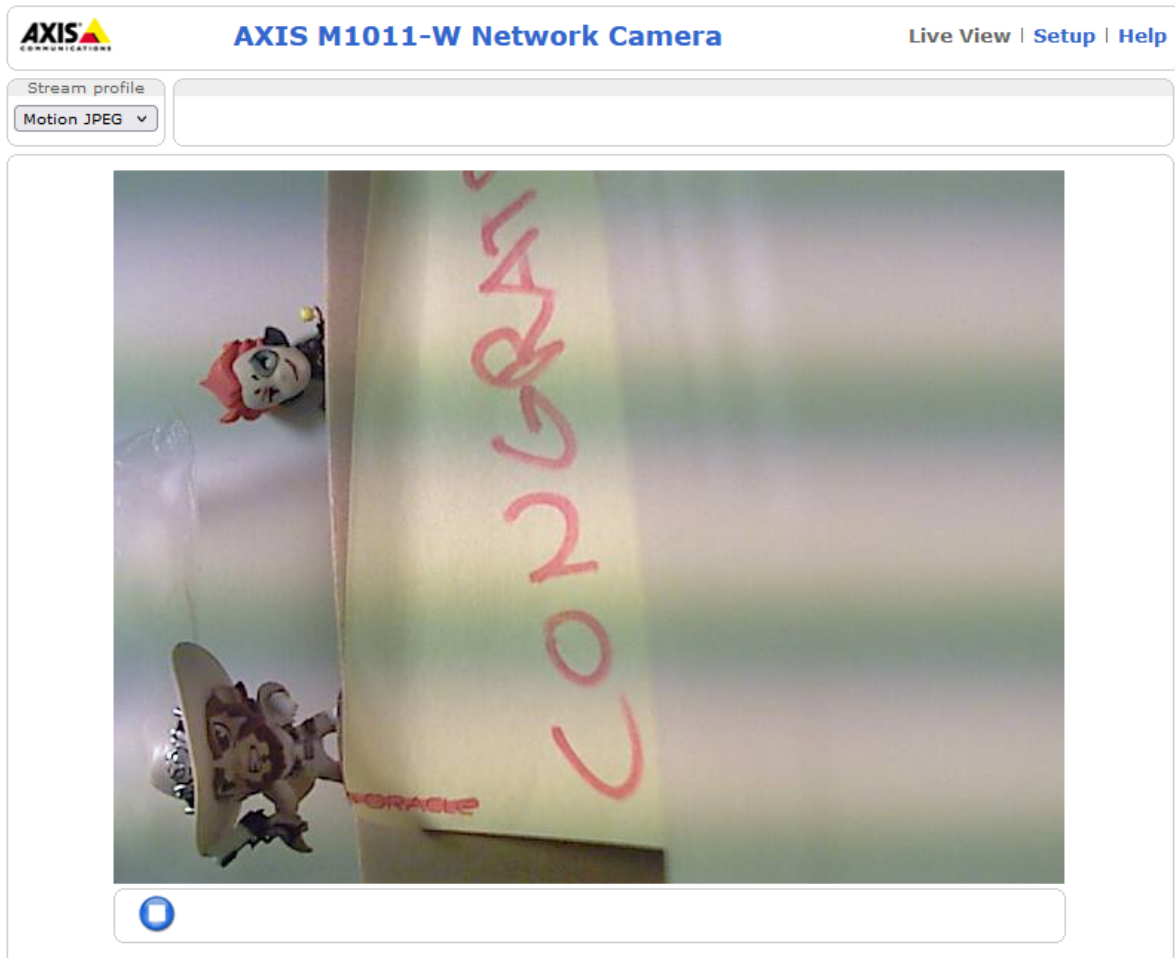 AXIS
COMMUNICATIONS
AXIS M1011-W Network Camera
Live View | Setup | Help
Stream profile
Motion JPEG
CONGRAT
ORACLE